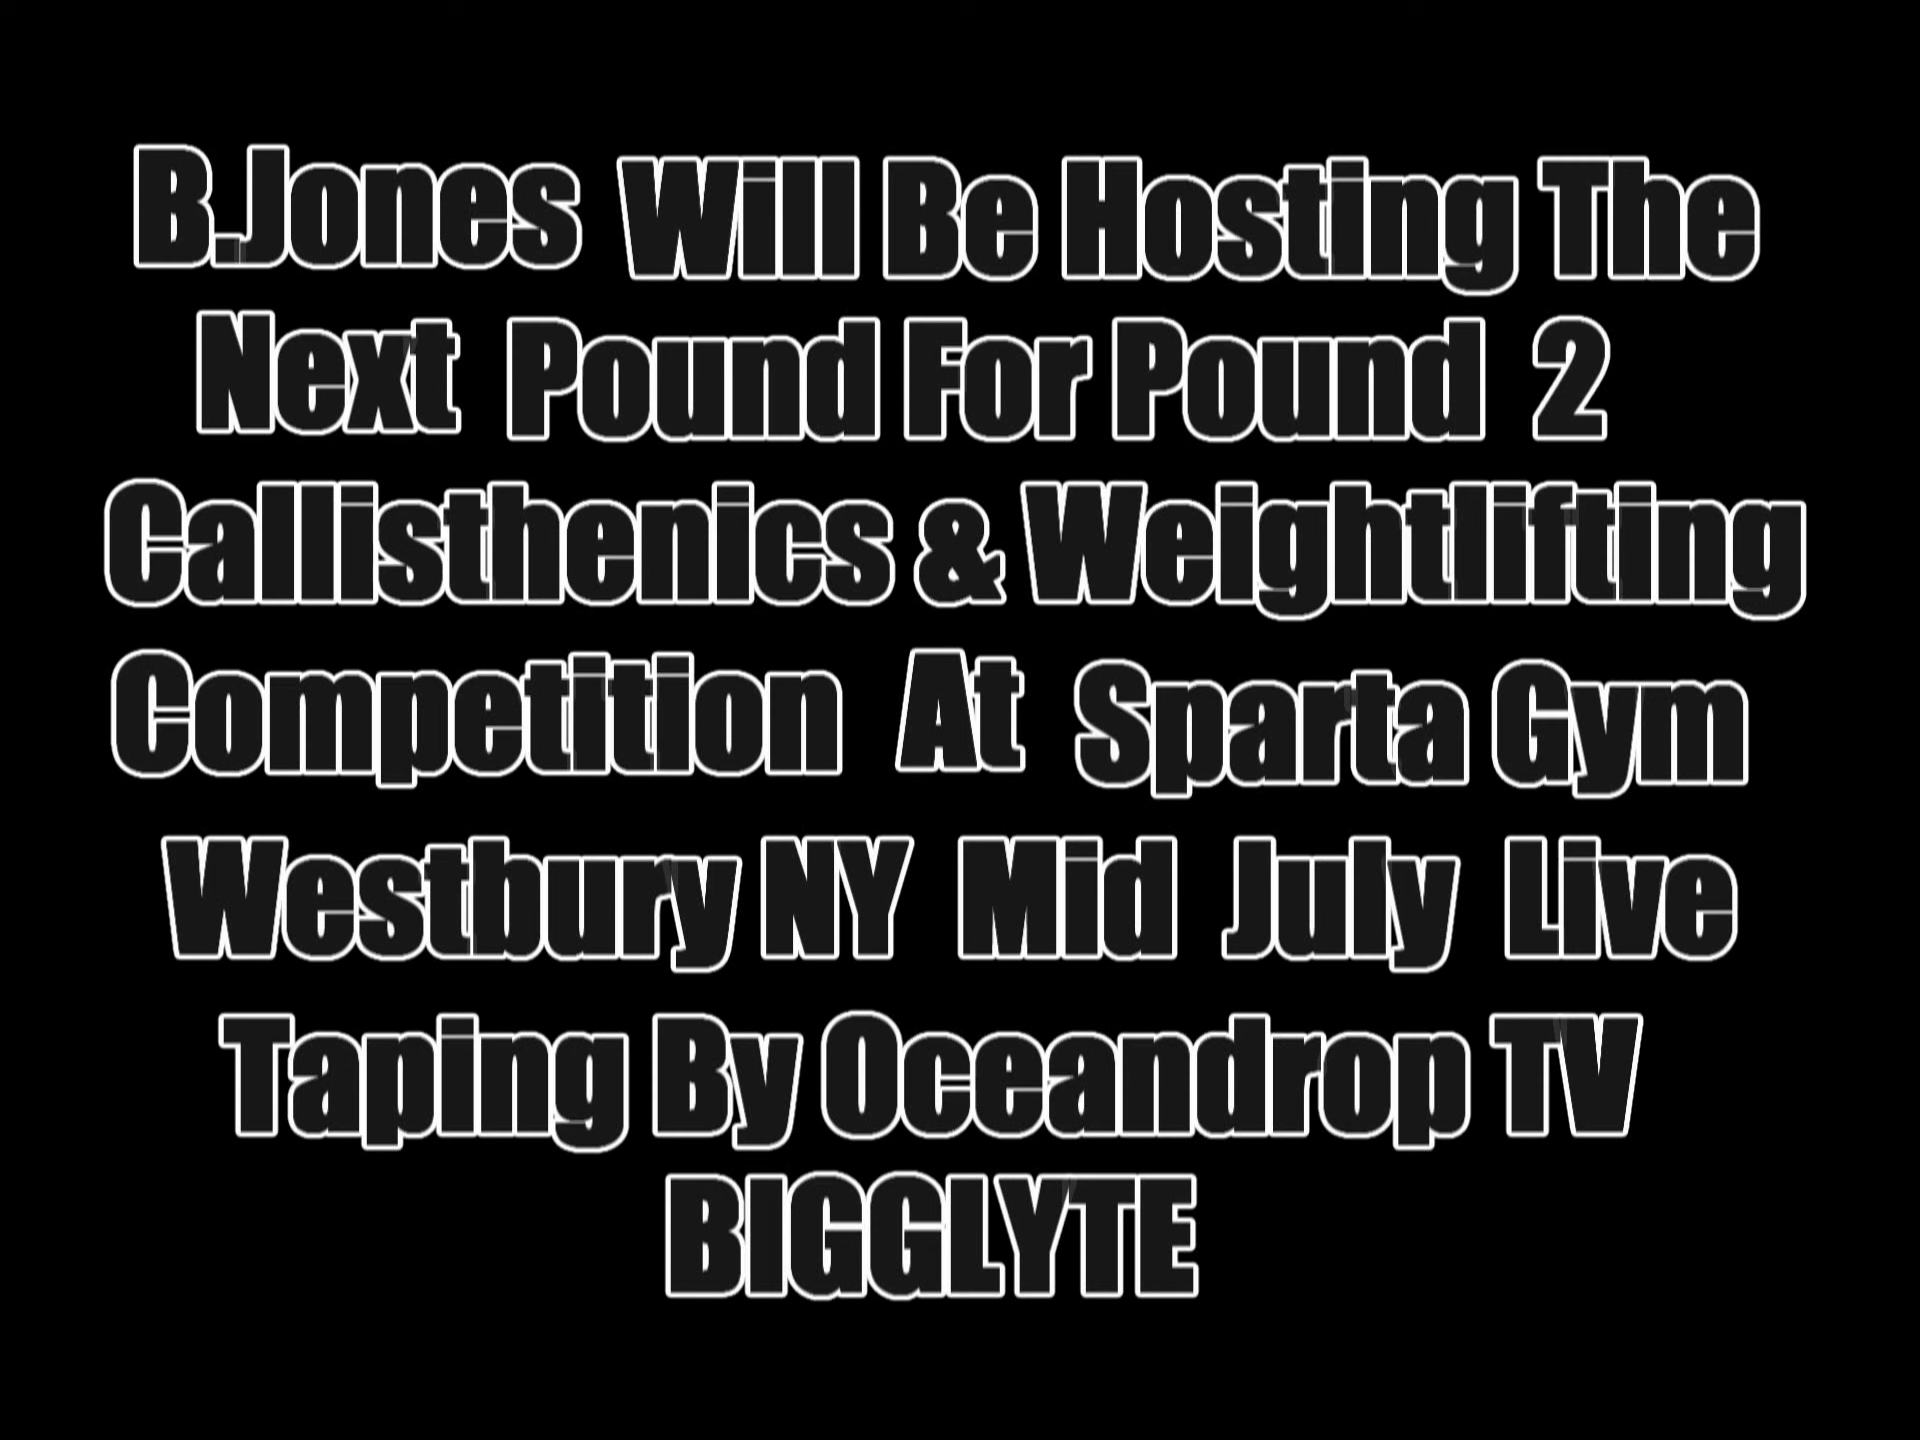 B.Jones Will Be Hosting The
Next Pound For Pound 2
Callisthenics & Weightlifting
Competition At Sparta Gym
Westbury NY Mid July Live
Taping By Oceandrop TV
BIGGLYTE